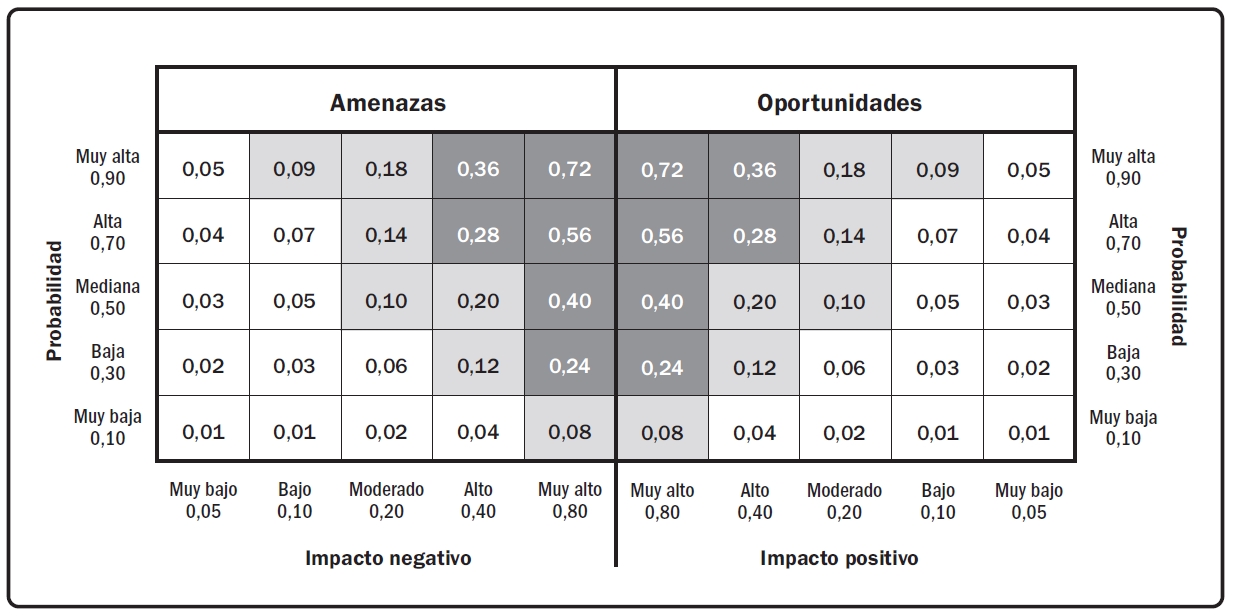 Amenazas Oportunidades
Muy alta 0,05 0,09 0,18 0,36 0,72 0,72 0,36 0,18 0,09 0,05 Muy alta
0,90 0,90
Alta 0,04 0,07 0,14 0,28 0,56 0,56 0,28 0,14 0,07 0,04 Alta
0,70 0,70
Mediana 0,03 0,05 0,10 0,20 0,40 0,40 0,20 0,10 0,05 0,03 Mediana
0,50 0,50
Baja 0,02 0,03 0,06 0,12 0,24 0,24 0,12 0,06 0,03 0,02 Baja
0,30 0,30
Muy baja 0,01 0,01 0,02 0,04 0,08 0,08 0,04 0,02 0,01 0,01 Muy baja
0,10 0,10
Probabilidad
Probabilidad
Muy bajo Bajo Moderado Alto Muy alto Muy alto Alto Moderado Bajo Muy bajo
0,05 0,10 0,20 0,40 0,80 0,80 0,40 0,20 0,10 0,05
Impacto negativo Impacto positivo